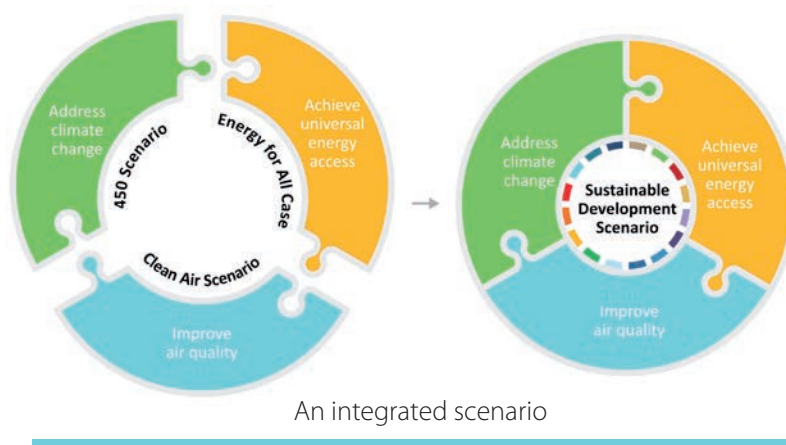 Address
climate
change
Achieve
universal
energy
access
450 Scenario
Energy for All Case
Clean Air Scenario
Improve
air quality
Address
climate
change
Achieve
universal
energy
access
Sustainable
Development
Scenario
Improve
air quality
An integrated scenario